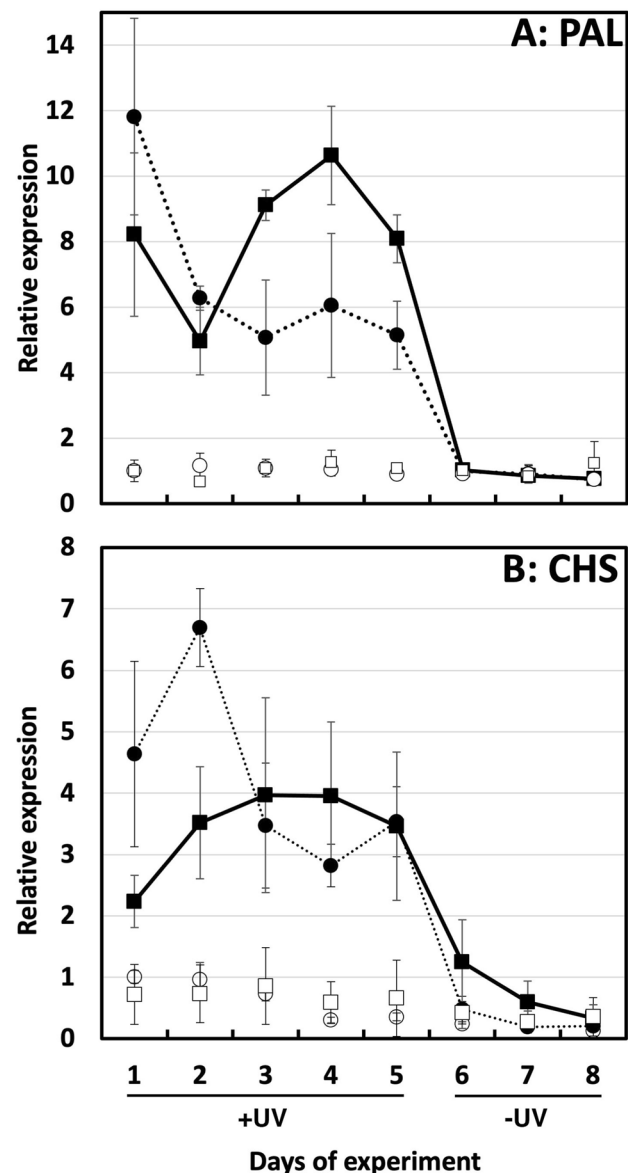 A: PAL
14
12
10
8
6
4
2
0
Relative expression
B: CHS
8
7
6
5
4
3
2
1
0
Relative expression
1 2 3 4 5 6 7 8
+UV -UV
Days of experiment